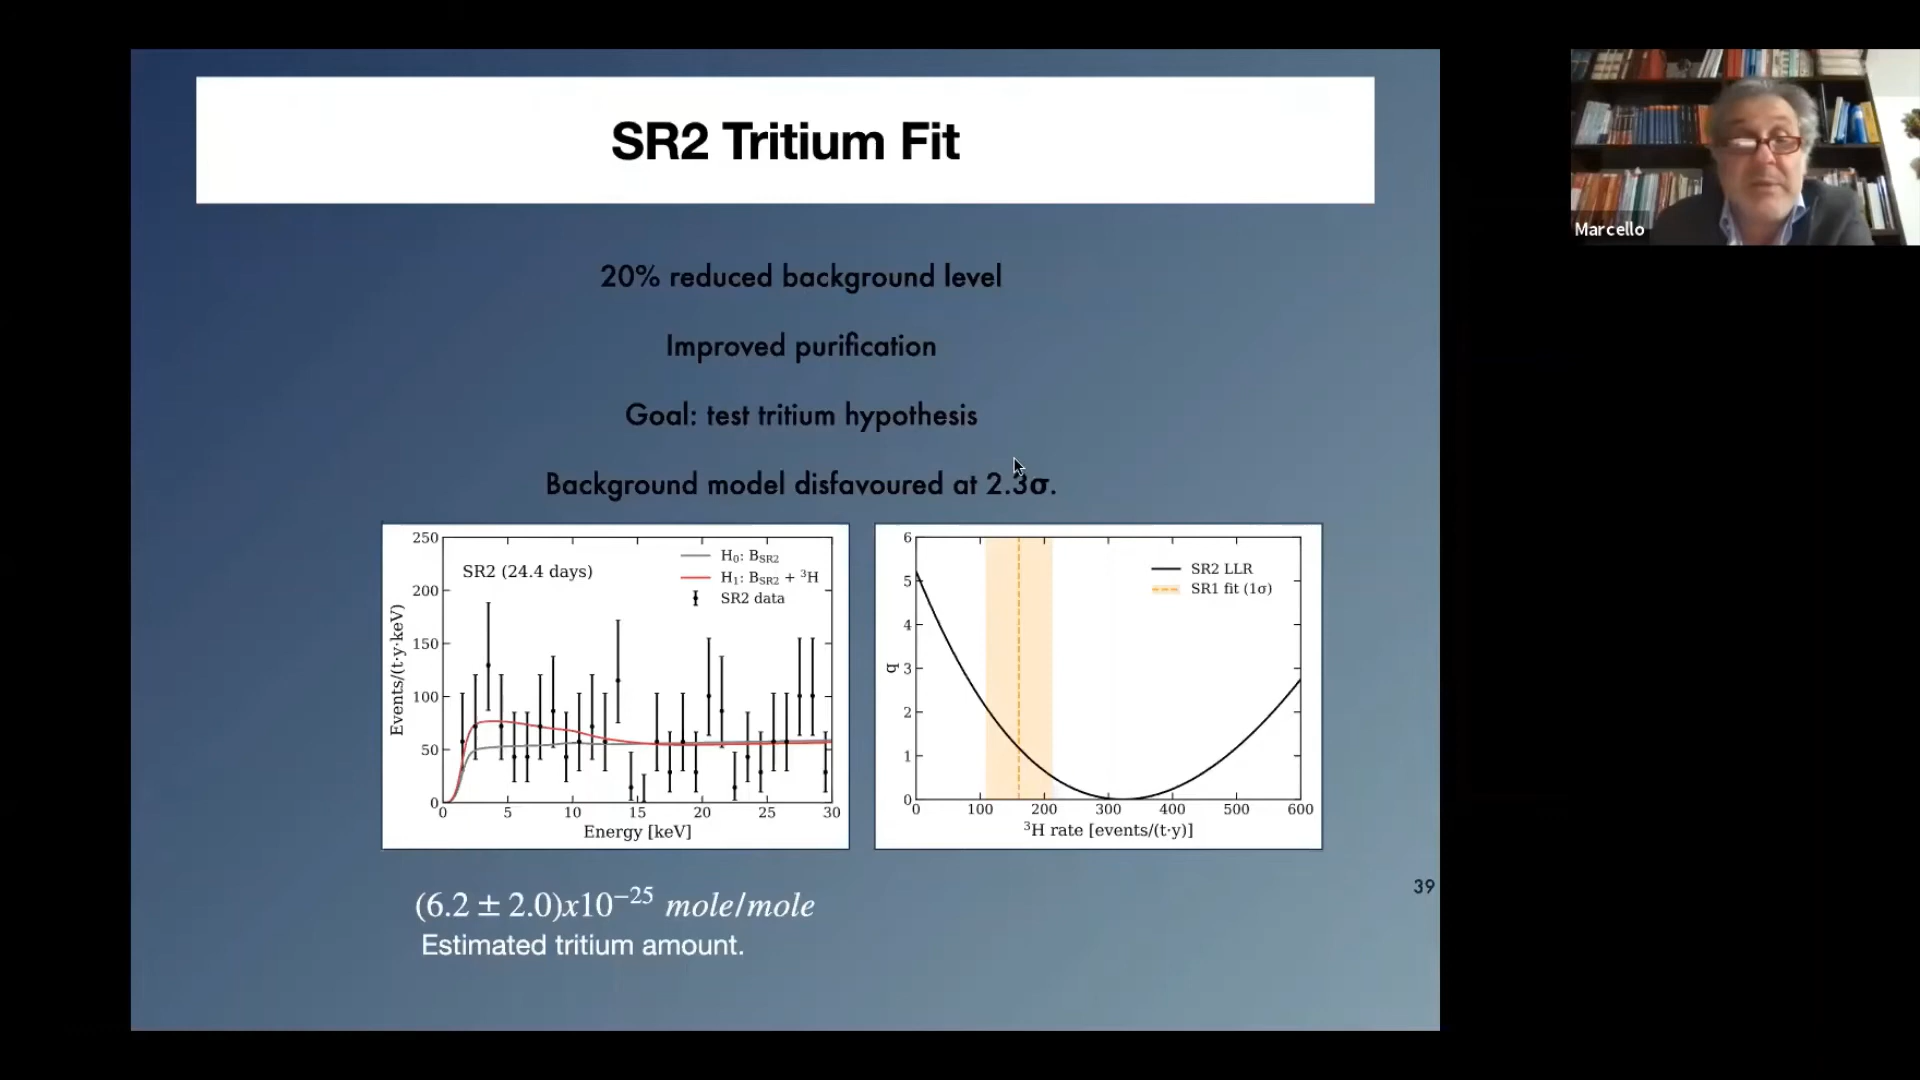 SR2 Tritium Fit
Marcello
20% reduced background level
Improved purification
Goal: test tritium hypothesis
Background model disfavoured at 2.3σ.
250
200
150
100
50
0
Events/(t·y·keV)
SR2 (24.4 days)
H₀: B_SR2
H₁: B_SR2 + ³H
SR2 data
0 5 10 15 20 25 30
Energy [keV]
6
5
4
3
2
1
0
q
SR2 LLR
SR1 fit (1σ)
0 100 200 300 400 500 600
³H rate [events/(t·y)]
39
(6.2 ± 2.0)x10⁻²⁵ mole/mole
Estimated tritium amount.